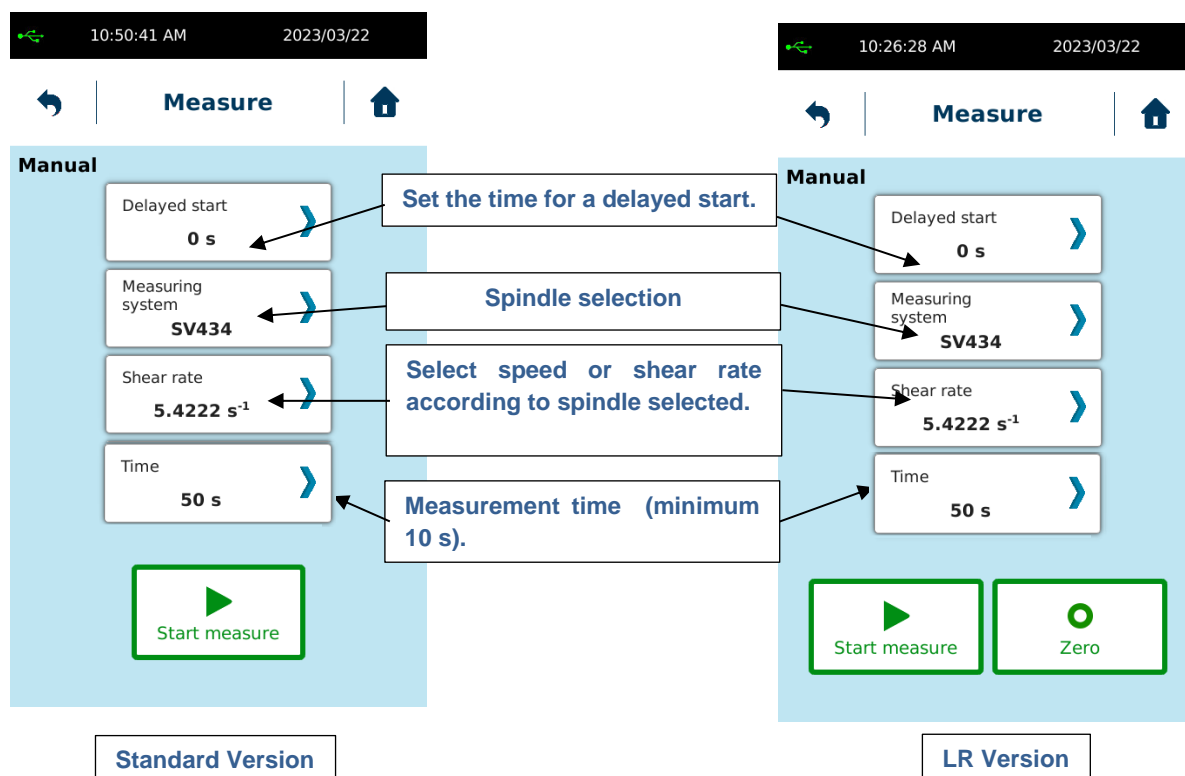 10:50:41 AM 2023/03/22
Measure
Manual
Delayed start
0 s
Measuring
system
SV434
Shear rate
5.4222 s⁻¹
Time
50 s
Start measure
Standard Version
Set the time for a delayed start.
Spindle selection
Select speed or shear rate
according to spindle selected.
Measurement time (minimum
10 s).
10:26:28 AM 2023/03/22
Measure
Manual
Delayed start
0 s
Measuring
system
SV434
Shear rate
5.4222 s⁻¹
Time
50 s
Start measure
Zero
LR Version